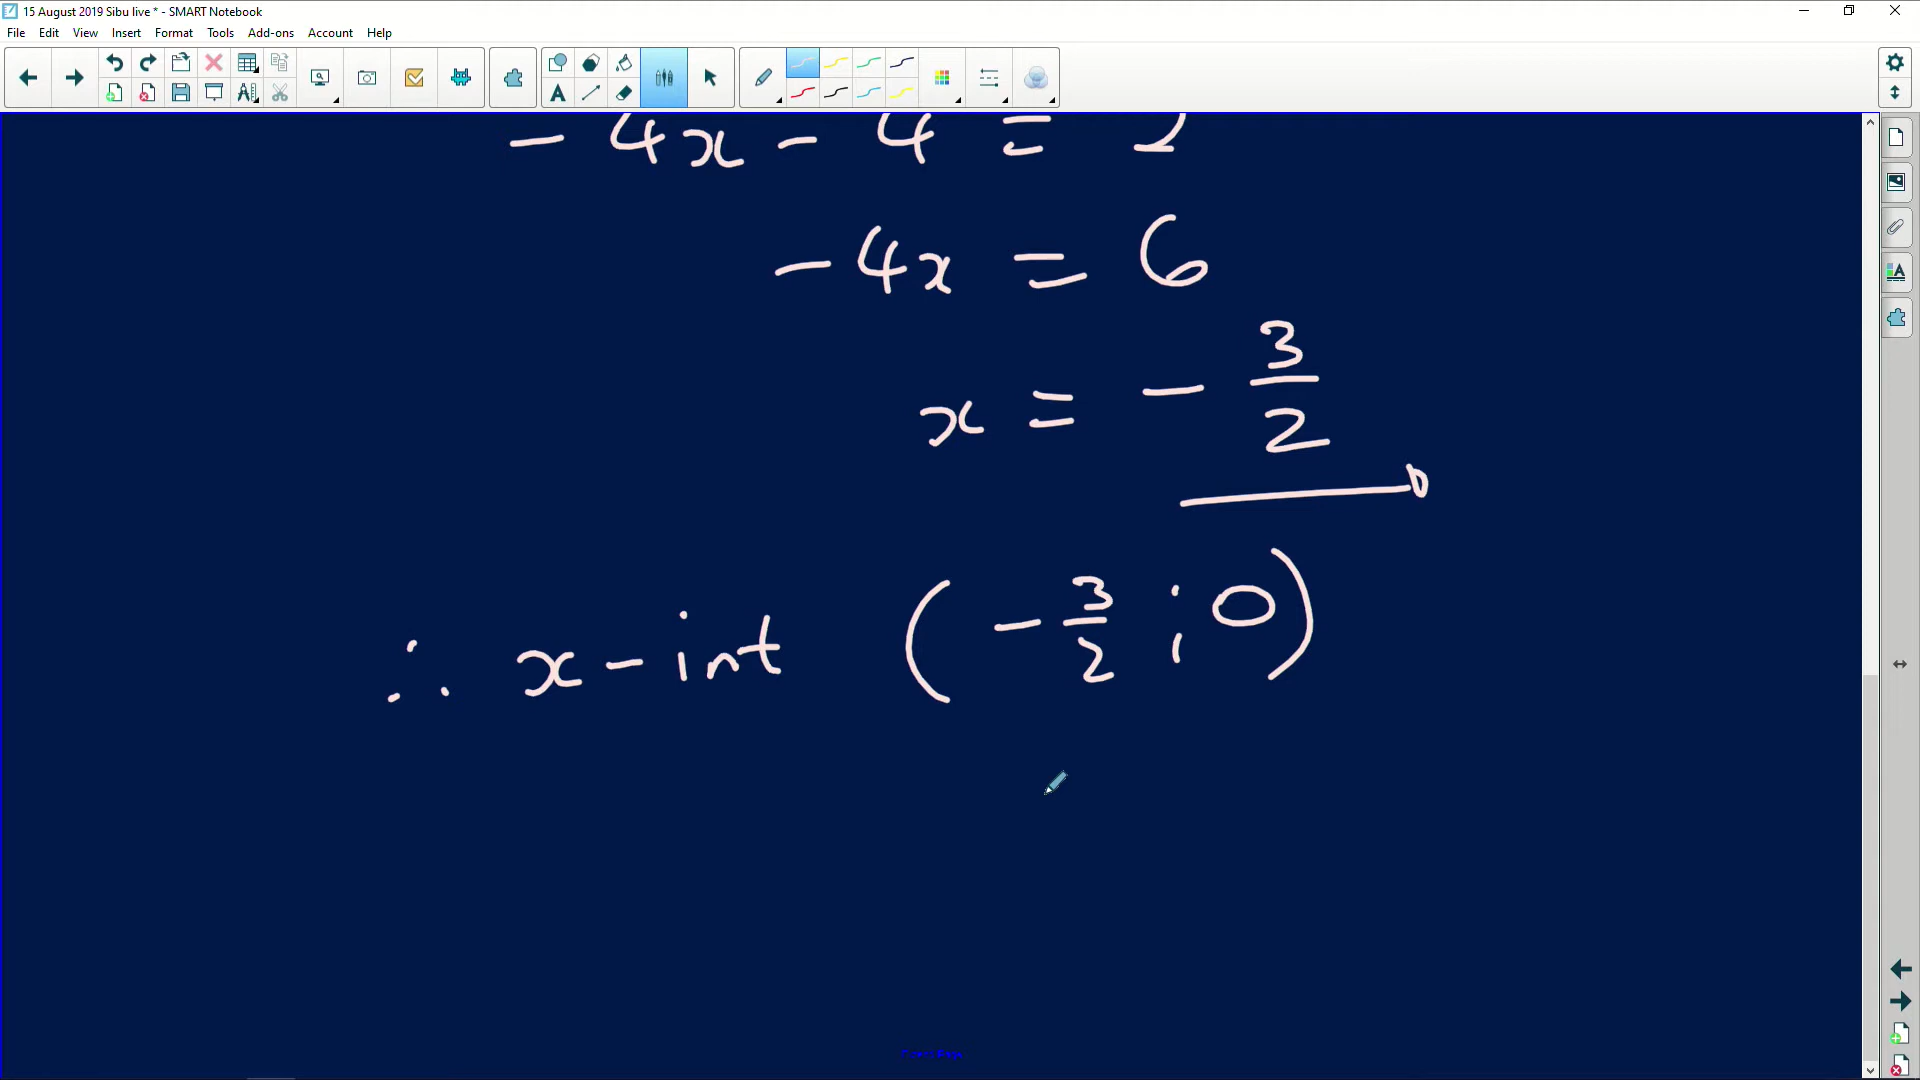 15 August 2019 Sibu live * - SMART Notebook
File Edit View Insert Format Tools Add-ons Account Help
- 4x - 4 = 2
- 4x = 6
x = - 3/2
∴ x - int ( - 3/2 ; 0 )